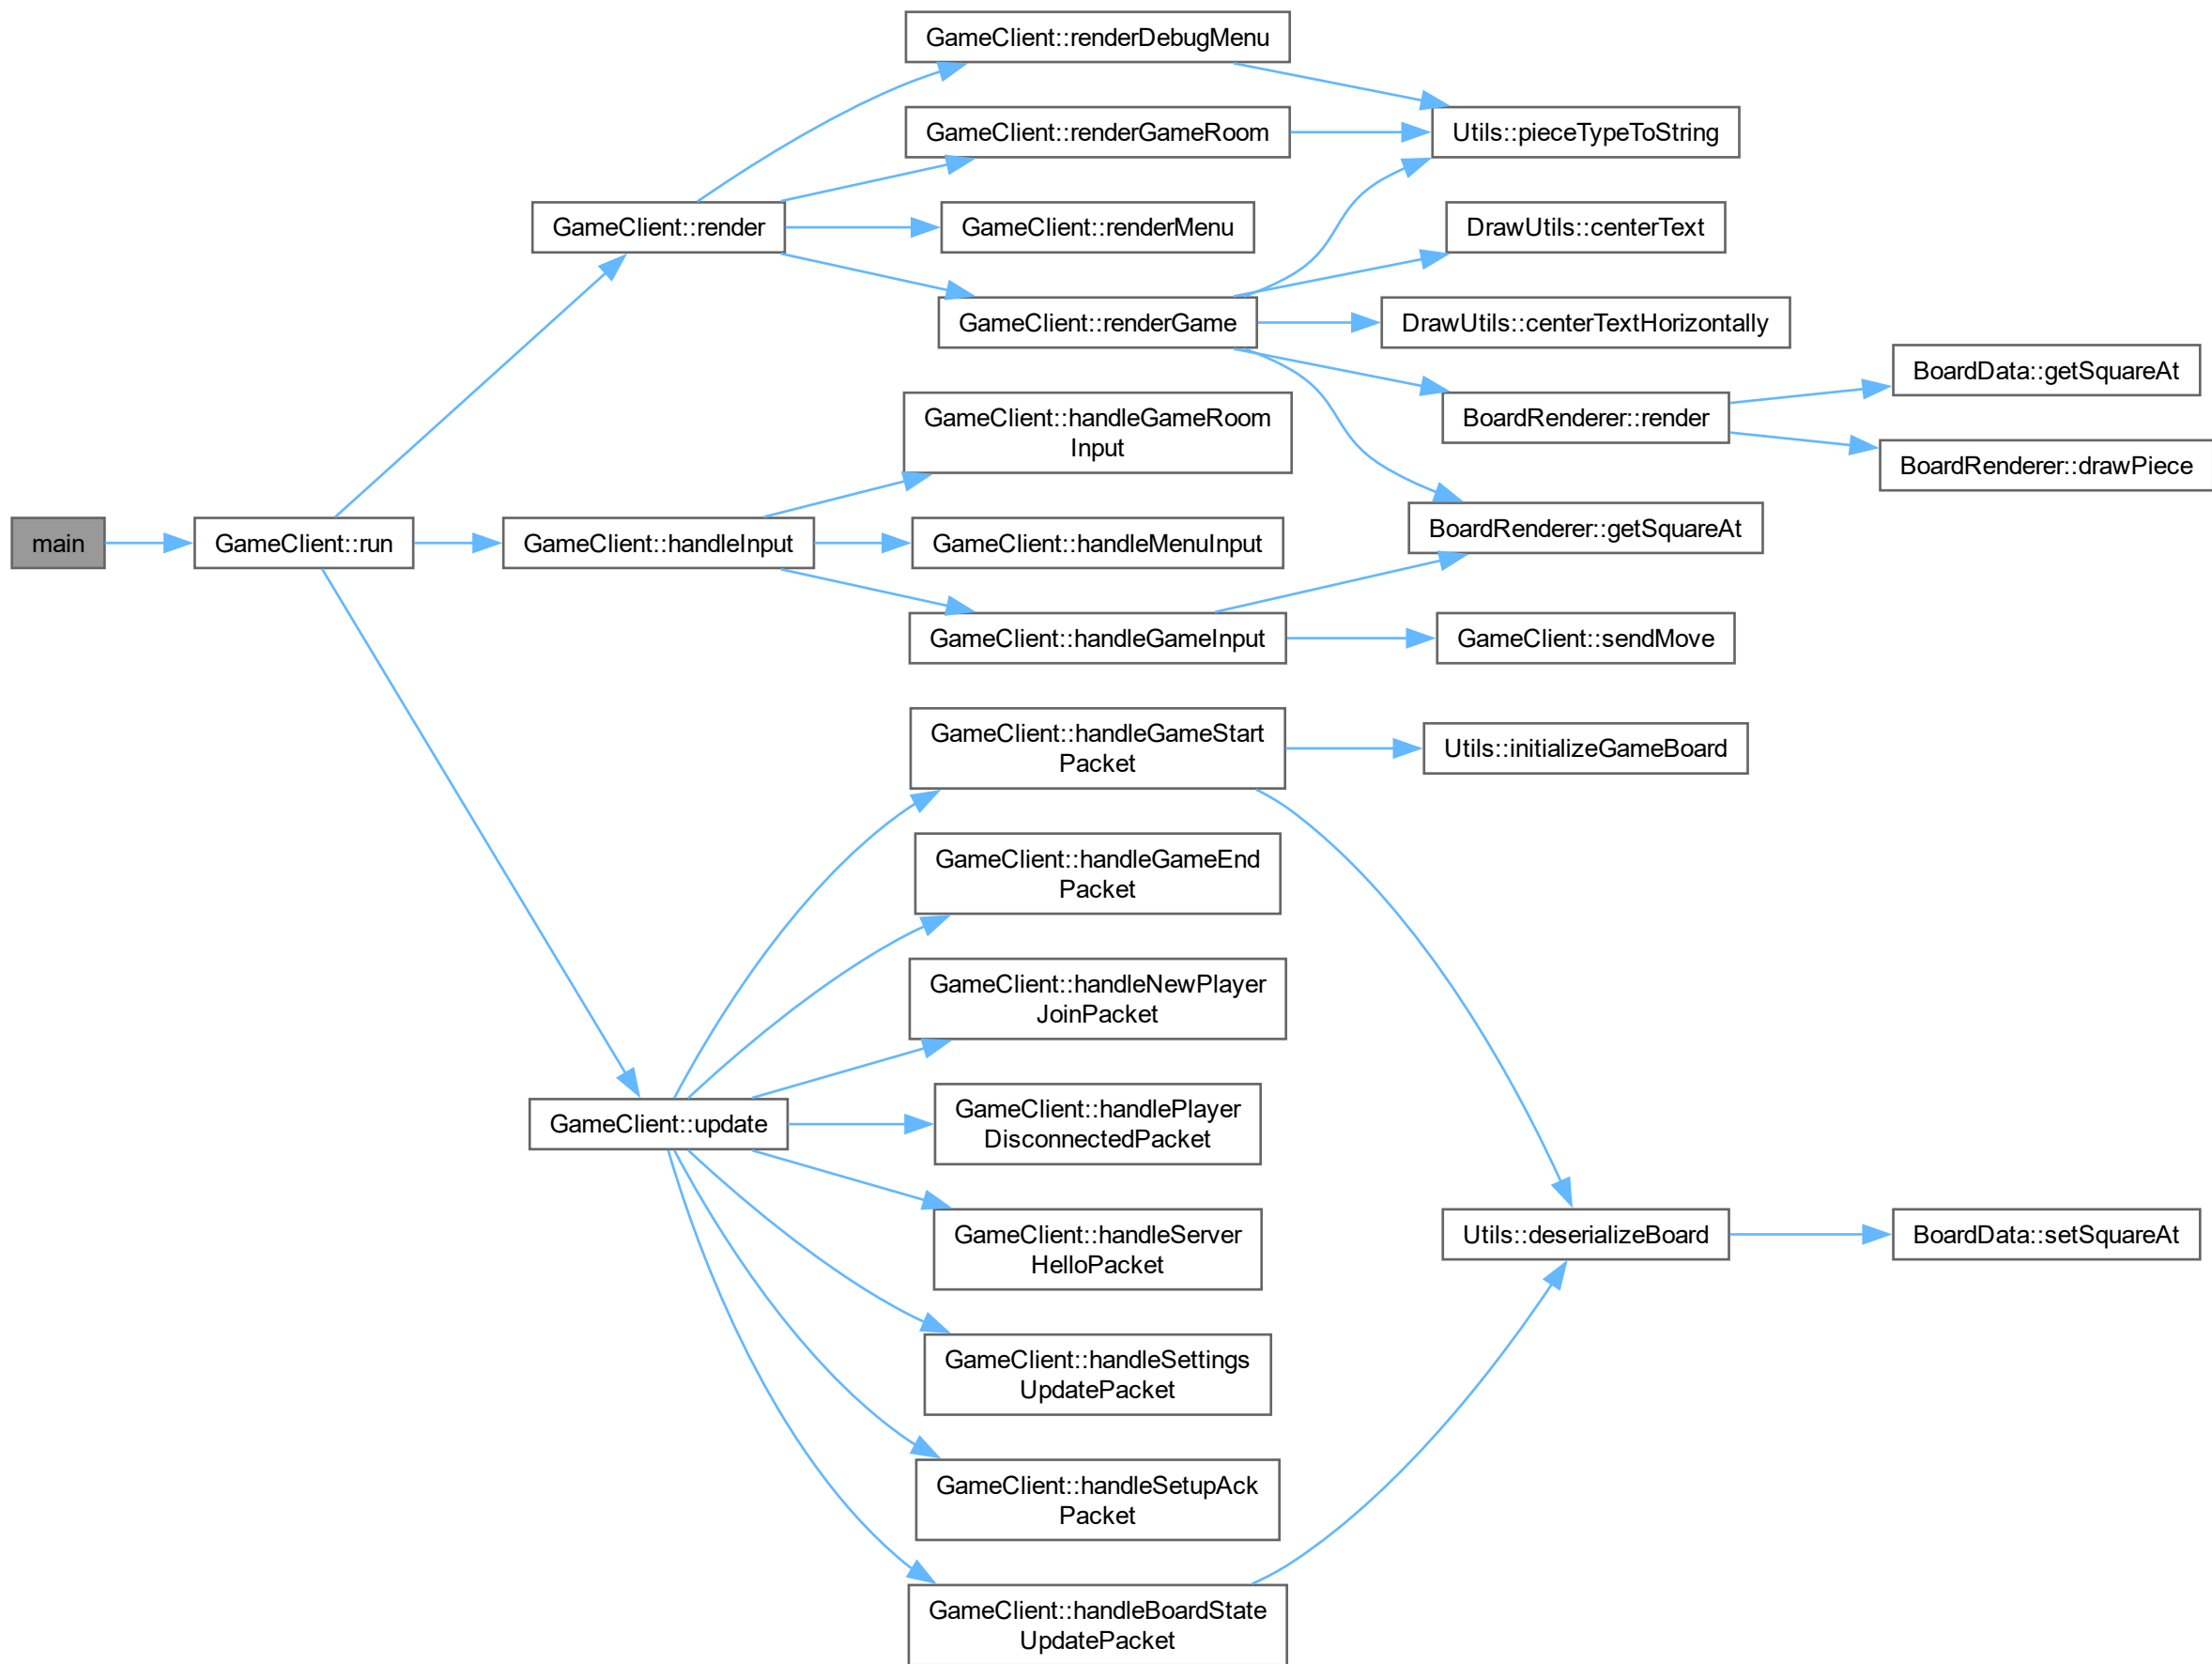 GameClient::renderDebugMenu
GameClient::renderGameRoom
Utils::pieceTypeToString
GameClient::render
GameClient::renderMenu
DrawUtils::centerText
GameClient::renderGame
DrawUtils::centerTextHorizontally
BoardData::getSquareAt
BoardRenderer::render
GameClient::handleGameRoom
Input
BoardRenderer::drawPiece
BoardRenderer::getSquareAt
main
GameClient::run
GameClient::handleInput
GameClient::handleMenuInput
GameClient::handleGameInput
GameClient::sendMove
GameClient::handleGameStart
Packet
Utils::initializeGameBoard
GameClient::handleGameEnd
Packet
GameClient::handleNewPlayer
JoinPacket
GameClient::update
GameClient::handlePlayer
DisconnectedPacket
GameClient::handleServer
HelloPacket
Utils::deserializeBoard
BoardData::setSquareAt
GameClient::handleSettings
UpdatePacket
GameClient::handleSetupAck
Packet
GameClient::handleBoardState
UpdatePacket